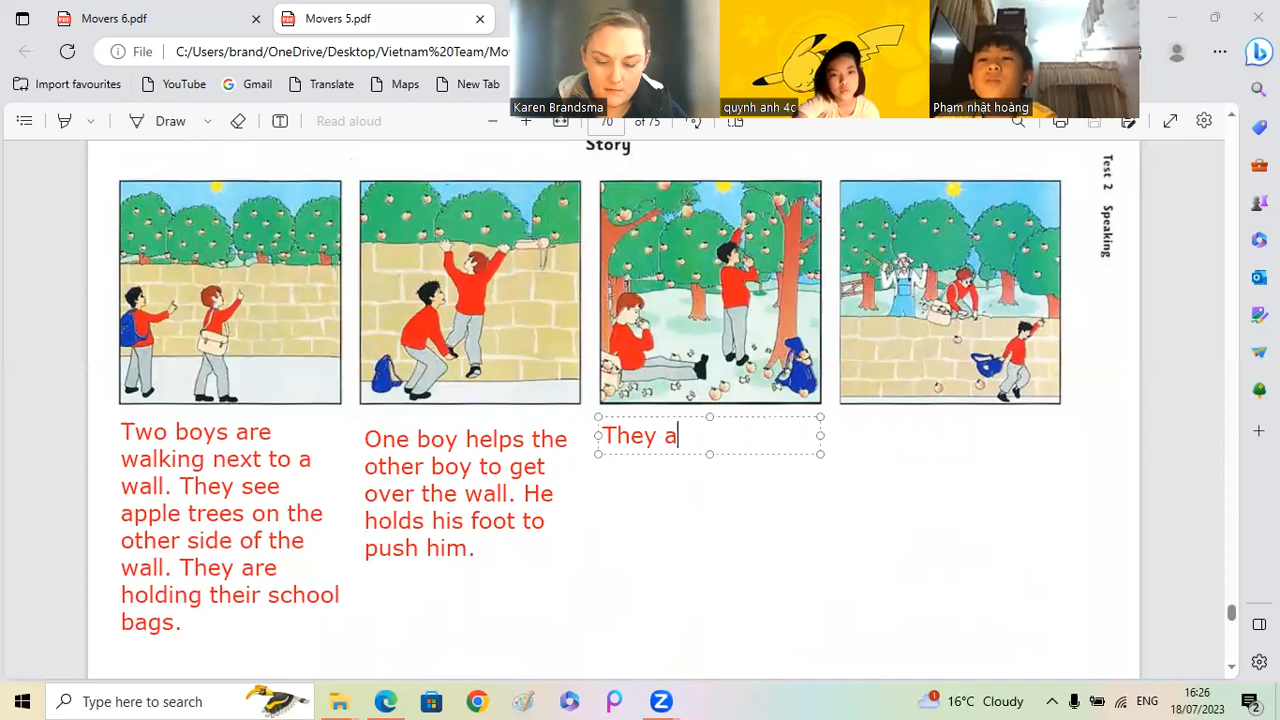 Movers 6.pdf
Movers 5.pdf
File
C:/Users/brand/OneDrive/Desktop/Vietnam%20Team/Mo
Import favourites
YouTube
Gmail
Translate
Maps
New Tab
Karen Brandsma
quynh anh 4c
Phạm nhật hoàng
Draw
Read aloud
70 of 75
Story
Test 2 Speaking
Two boys are
walking next to a
wall. They see
apple trees on the
other side of the
wall. They are
holding their school
bags.
One boy helps the
other boy to get
over the wall. He
holds his foot to
push him.
They a
Type here to search
1
16°C Cloudy
ENG
16:26
18/07/2023
2